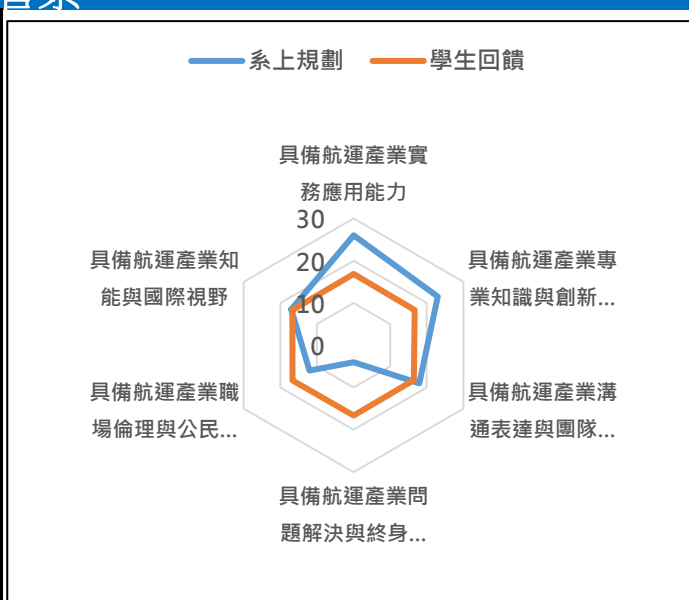 系上規劃 學生回饋
具備航運產業實
務應用能力
30
20
10
0
具備航運產業專
業知識與創新...
具備航運產業溝
通表達與團隊...
具備航運產業問
題解決與終身...
具備航運產業職
場倫理與公民...
具備航運產業知
能與國際視野